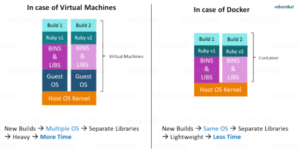 In case of Virtual Machines
Build 1
Build 2
Ruby v1
Ruby v2
BINS & LIBS
BINS & LIBS
Guest OS
Guest OS
Host OS Kernel
Virtual Machines
New Builds → Multiple OS → Separate Libraries
→ Heavy → More Time
In case of Docker
edureka!
Build 1
Build 2
Ruby v1
Ruby v2
BINS & LIBS
BINS & LIBS
Host OS Kernel
Container
New Builds → Same OS → Separate Libraries
→ Lightweight → Less Time